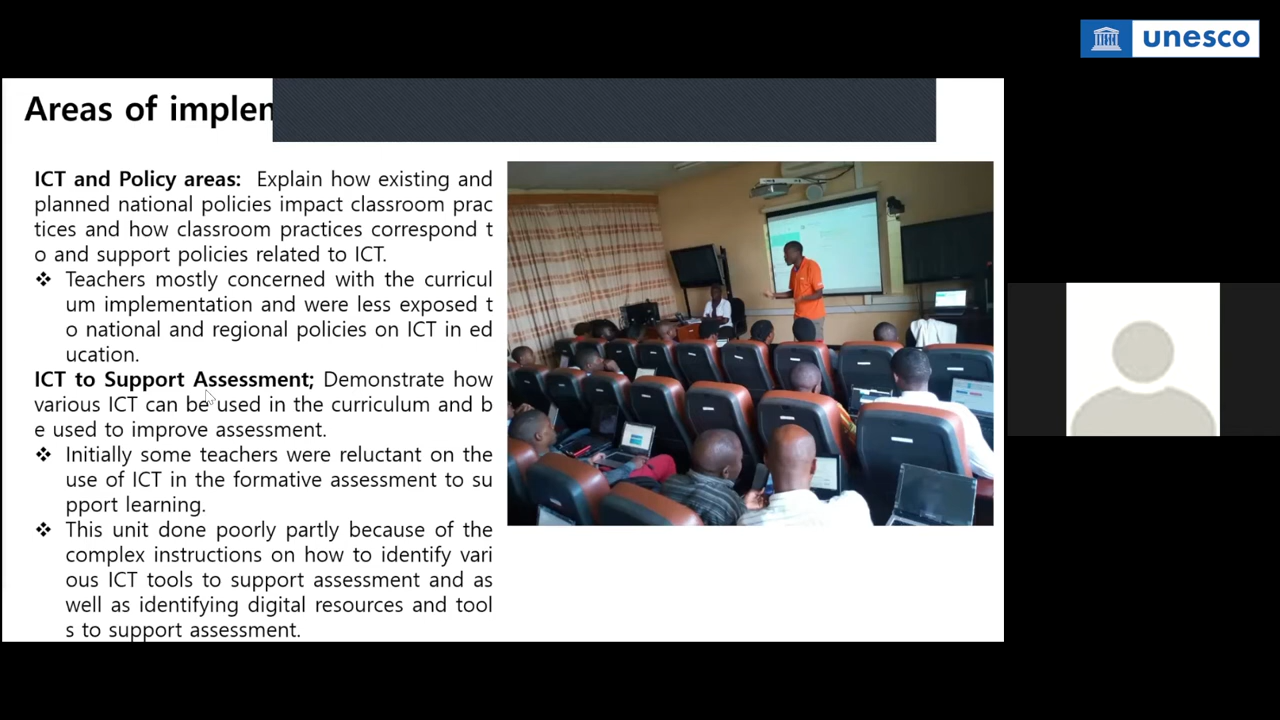 unesco
Areas of implen
ICT and Policy areas: Explain how existing and
planned national policies impact classroom prac
tices and how classroom practices correspond t
o and support policies related to ICT.
❖ Teachers mostly concerned with the curricul
um implementation and were less exposed t
o national and regional policies on ICT in ed
ucation.
ICT to Support Assessment; Demonstrate how
various ICT can be used in the curriculum and b
e used to improve assessment.
❖ Initially some teachers were reluctant on the
use of ICT in the formative assessment to su
pport learning.
❖ This unit done poorly partly because of the
complex instructions on how to identify vari
ous ICT tools to support assessment and as
well as identifying digital resources and tool
s to support assessment.